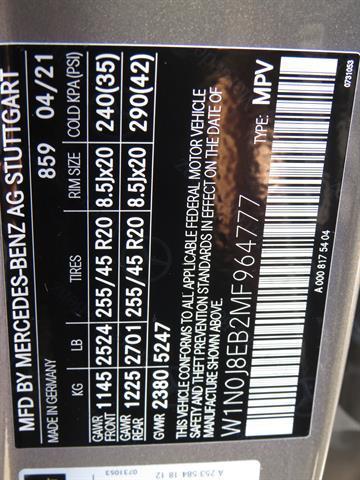 MFD BY MERCEDES-BENZ AG STUTTGART
MADE IN GERMANY 859 04/21
KG LB TIRES RIM SIZE COLD KPA(PSI)
GAWR FRONT 1145 2524 255/45 R20 8.5Jx20 240(35)
GAWR REAR 1225 2701 255/45 R20 8.5Jx20 290(42)
GVWR 2380 5247
THIS VEHICLE CONFORMS TO ALL APPLICABLE FEDERAL MOTOR VEHICLE
SAFETY AND THEFT PREVENTION STANDARDS IN EFFECT ON THE DATE OF
MANUFACTURE SHOWN ABOVE.
W1N0J8EB2MF964777 TYPE: MPV
A 000 817 54 04
0731053
A 253 584 18 12
0731053